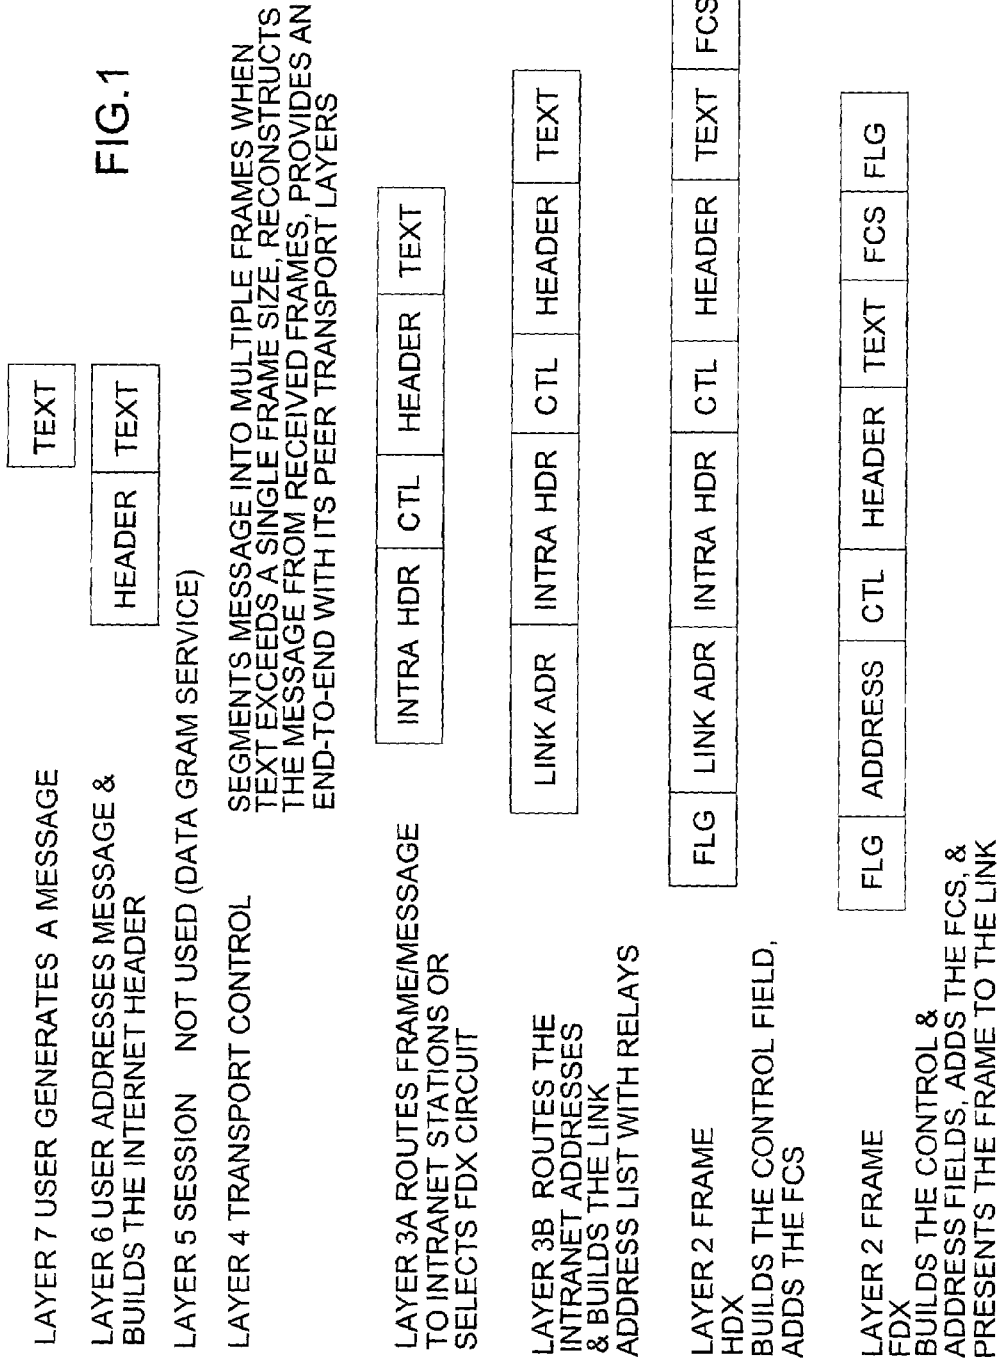 FIG.1
LAYER 7 USER GENERATES A MESSAGE
TEXT
LAYER 6 USER ADDRESSES MESSAGE &
BUILDS THE INTERNET HEADER
HEADER TEXT
LAYER 5 SESSION NOT USED (DATA GRAM SERVICE)
LAYER 4 TRANSPORT CONTROL
SEGMENTS MESSAGE INTO MULTIPLE FRAMES WHEN
TEXT EXCEEDS A SINGLE FRAME SIZE, RECONSTRUCTS
THE MESSAGE FROM RECEIVED FRAMES, PROVIDES AN
END-TO-END WITH ITS PEER TRANSPORT LAYERS
LAYER 3A ROUTES FRAME/MESSAGE
TO INTRANET STATIONS OR
SELECTS FDX CIRCUIT
INTRA HDR CTL HEADER TEXT
LAYER 3B ROUTES THE
INTRANET ADDRESSES
& BUILDS THE LINK
ADDRESS LIST WITH RELAYS
LINK ADR INTRA HDR CTL HEADER TEXT
LAYER 2 FRAME
HDX
BUILDS THE CONTROL FIELD,
ADDS THE FCS
FLG LINK ADR INTRA HDR CTL HEADER TEXT FCS
LAYER 2 FRAME
FDX
BUILDS THE CONTROL &
ADDRESS FIELDS, ADDS THE FCS, &
PRESENTS THE FRAME TO THE LINK
FLG ADDRESS CTL HEADER TEXT FCS FLG